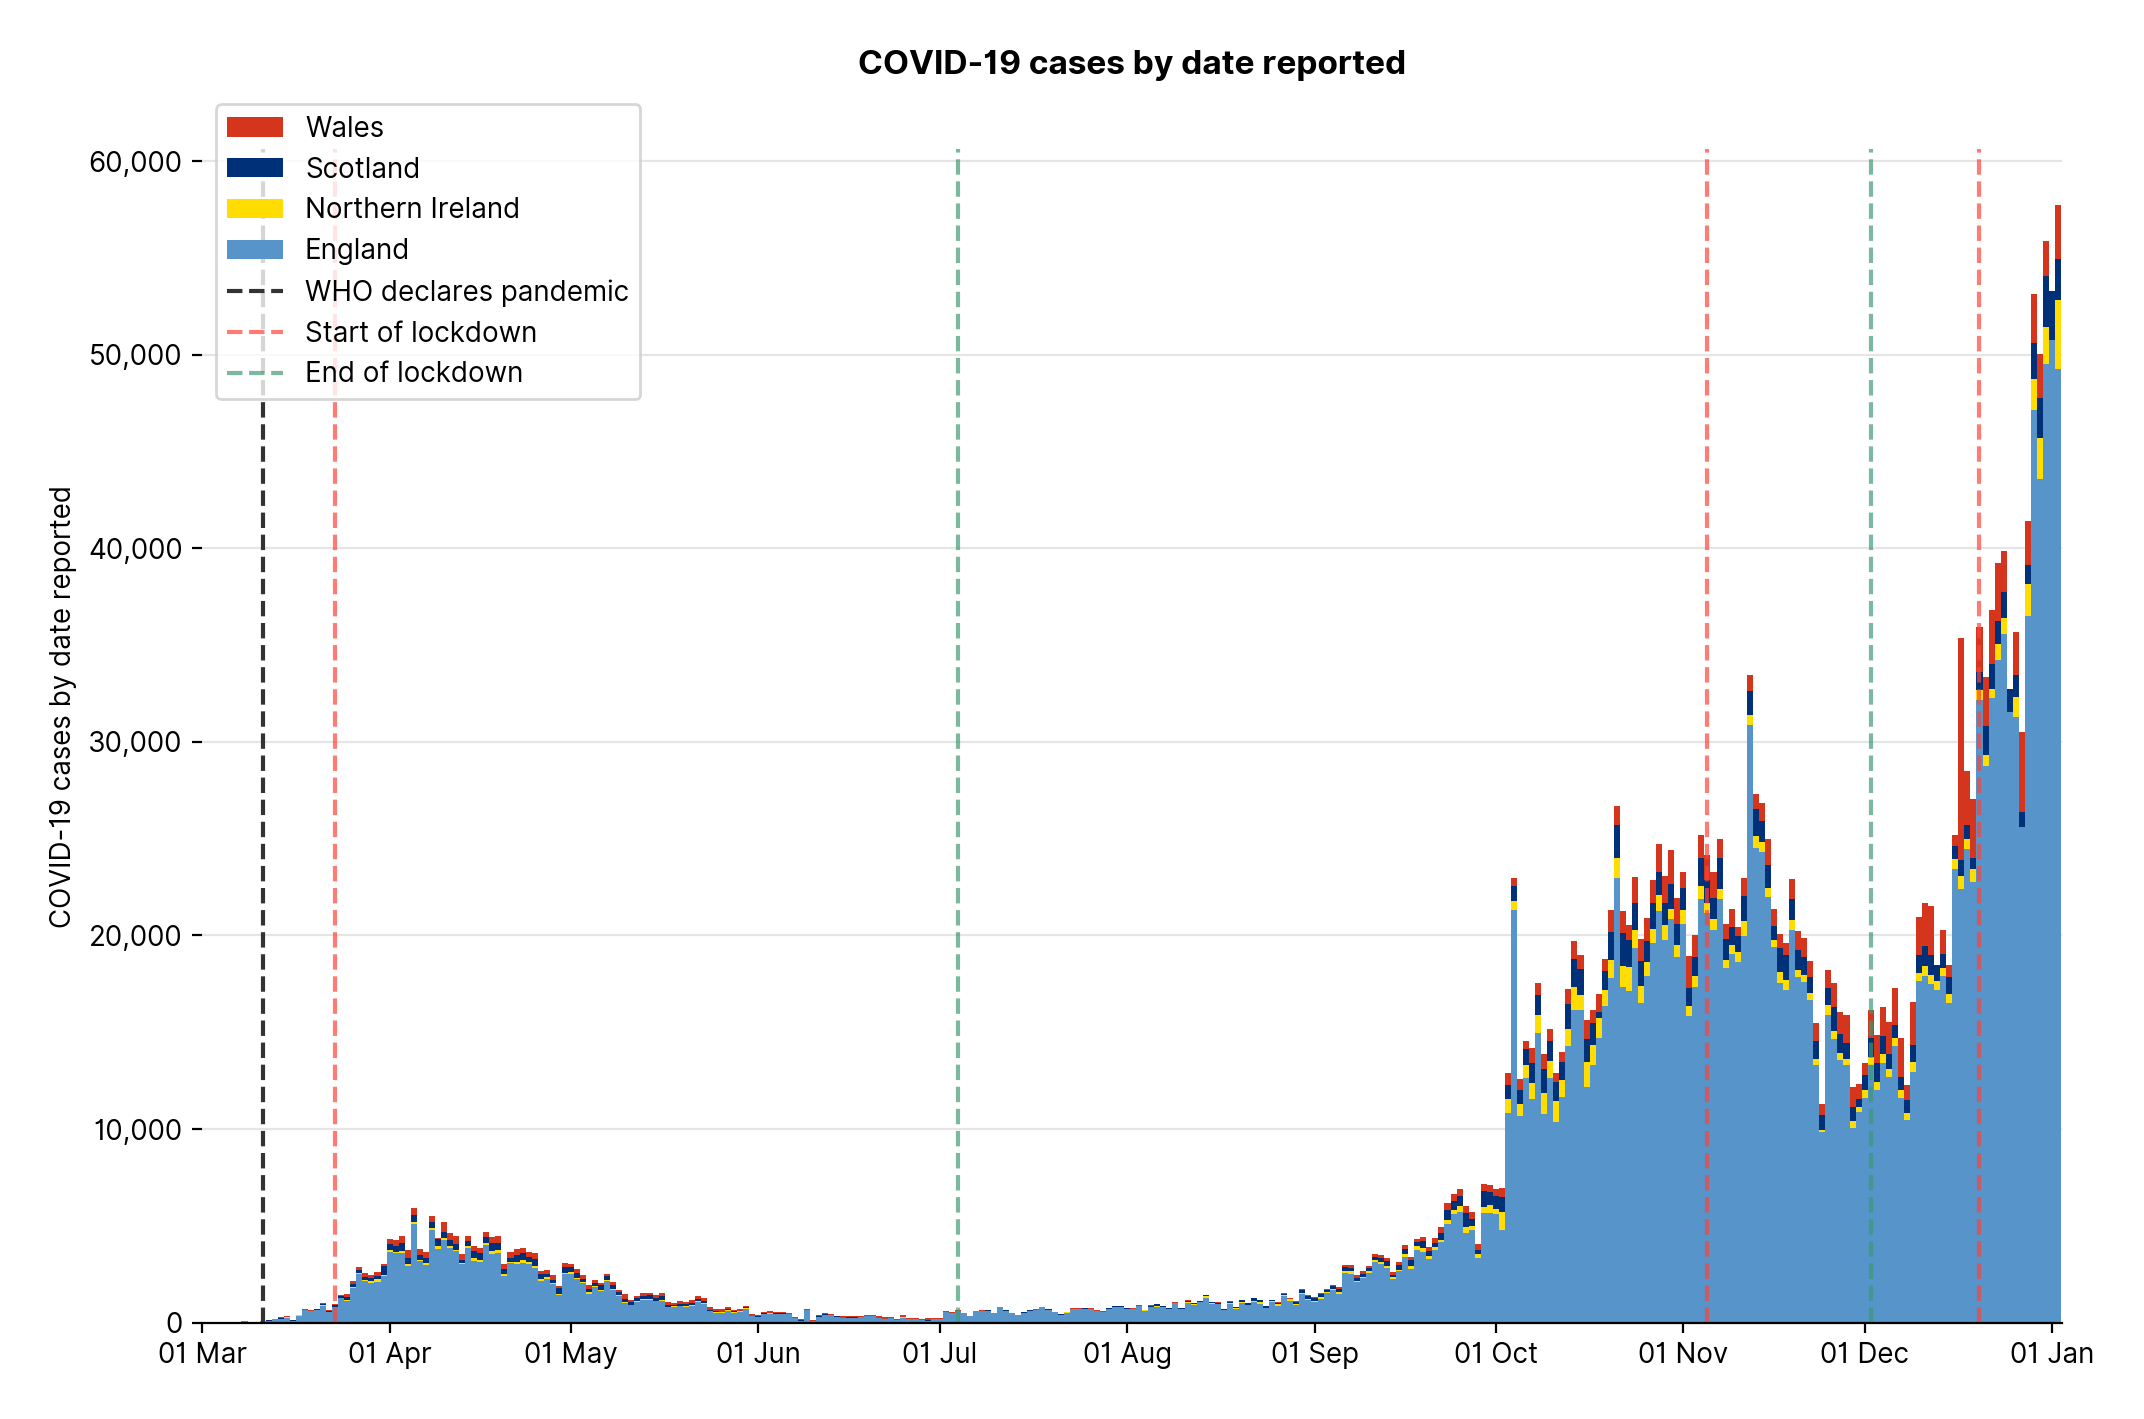 COVID-19 cases by date reported
Wales
Scotland
Northern Ireland
England
WHO declares pandemic
Start of lockdown
End of lockdown
COVID-19 cases by date reported
60,000
50,000
40,000
30,000
20,000
10,000
0
01 Mar
01 Apr
01 May
01 Jun
01 Jul
01 Aug
01 Sep
01 Oct
01 Nov
01 Dec
01 Jan